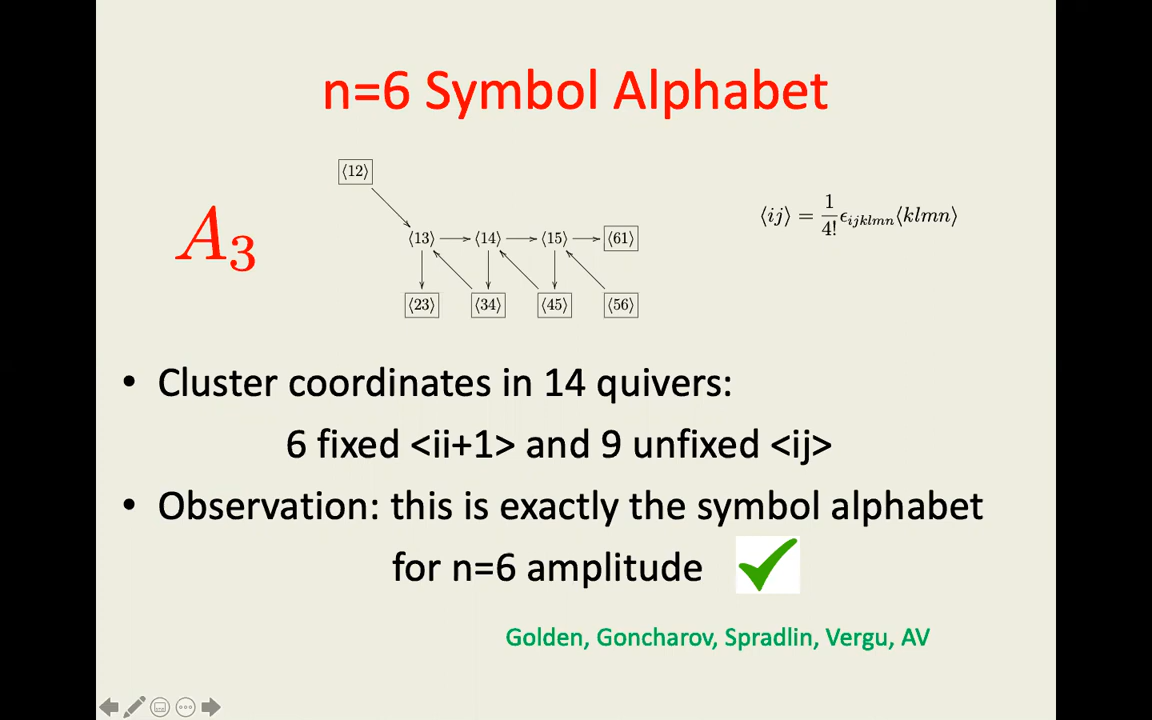 n=6 Symbol Alphabet
A₃
⟨12⟩
⟨13⟩ ⟨14⟩ ⟨15⟩ ⟨61⟩
⟨23⟩ ⟨34⟩ ⟨45⟩ ⟨56⟩
⟨ij⟩ = 1/4! ϵ_{ijklmn}⟨klmn⟩
• Cluster coordinates in 14 quivers:
6 fixed <ii+1> and 9 unfixed <ij>
• Observation: this is exactly the symbol alphabet
for n=6 amplitude
Golden, Goncharov, Spradlin, Vergu, AV